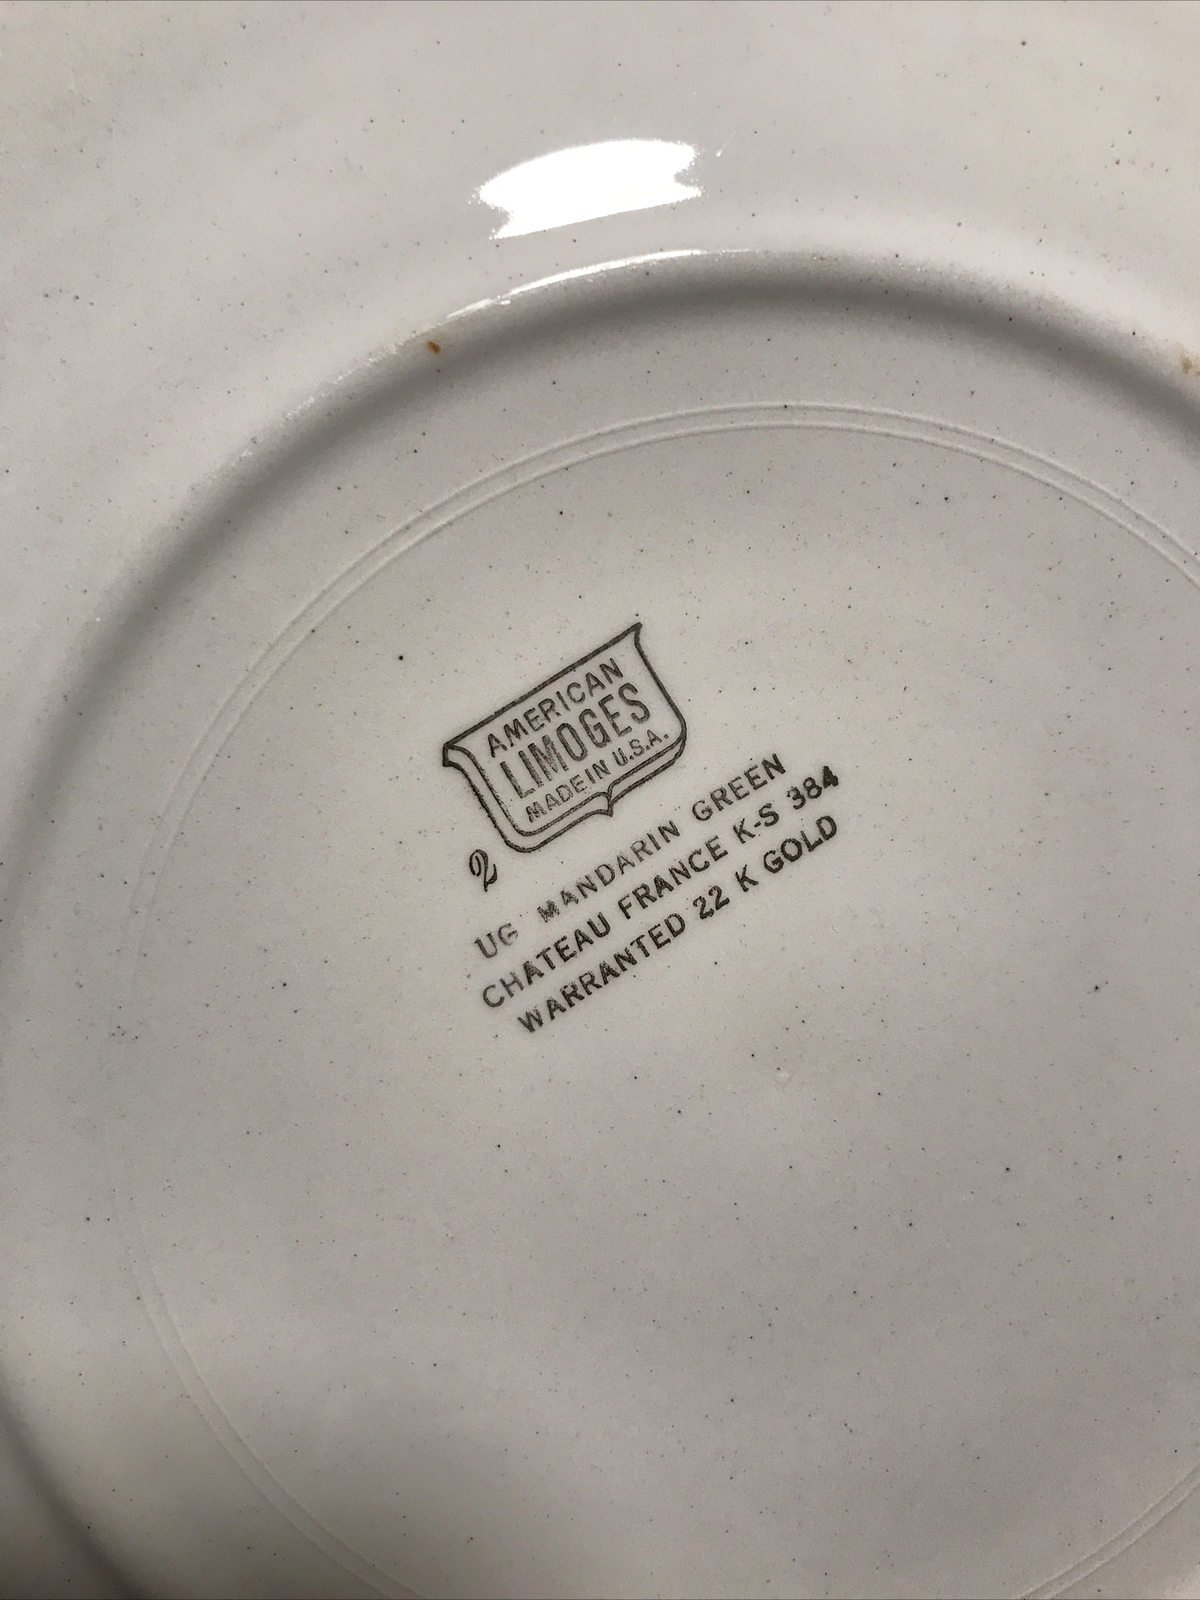 AMERICAN
LIMOGES
MADE IN U.S.A.
2
UG MANDARIN GREEN
CHATEAU FRANCE K-S 384
WARRANTED 22 K GOLD